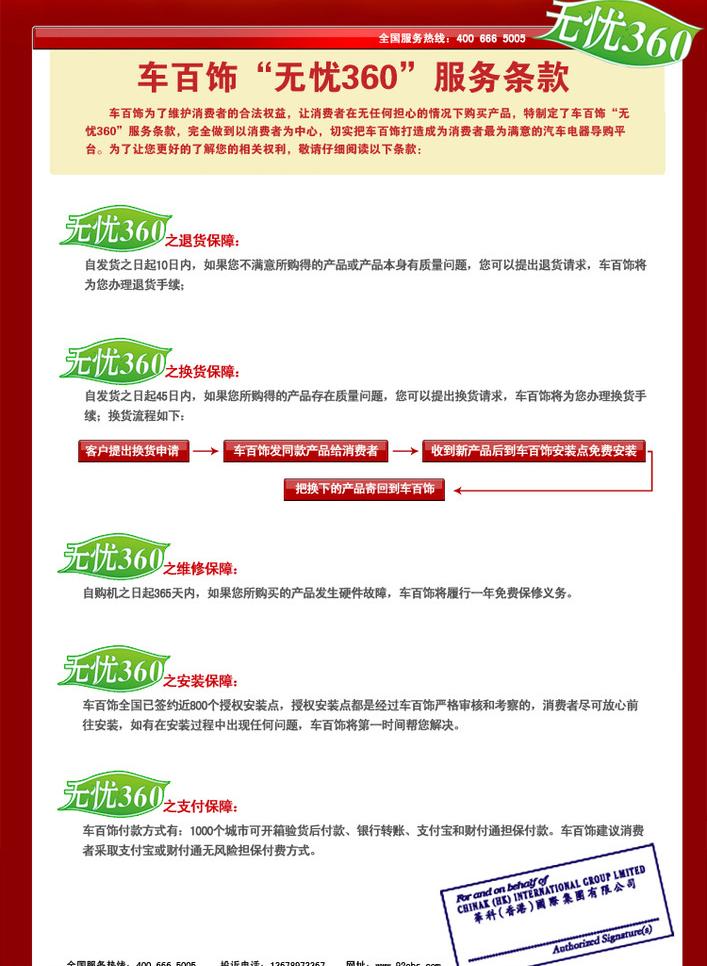 全国服务热线：400 666 5005
无忧360
车百饰“无忧360”服务条款
车百饰为了维护消费者的合法权益，让消费者在无任何担心的情况下购买产品，特制定了车百饰“无
忧360”服务条款，完全做到以消费者为中心，切实把车百饰打造成为消费者最为满意的汽车电器导购平
台。为了让您更好的了解您的相关权利，敬请仔细阅读以下条款：
无忧360之退货保障：
自发货之日起10日内，如果您不满意所购得的产品或产品本身有质量问题，您可以提出退货请求，车百饰将
为您办理退货手续；
无忧360之换货保障：
自发货之日起45日内，如果您所购得的产品存在质量问题，您可以提出换货请求，车百饰将为您办理换货手
续；换货流程如下：
客户提出换货申请
车百饰发同款产品给消费者
收到新产品后到车百饰安装点免费安装
把换下的产品寄回到车百饰
无忧360之维修保障：
自购机之日起365天内，如果您所购买的产品发生硬件故障，车百饰将履行一年免费保修义务。
无忧360之安装保障：
车百饰全国已签约近800个授权安装点，授权安装点都是经过车百饰严格审核和考察的，消费者尽可放心前
往安装，如有在安装过程中出现任何问题，车百饰将第一时间帮您解决。
无忧360之支付保障：
车百饰付款方式有：1000个城市可开箱验货后付款、银行转账、支付宝和财付通担保付款。车百饰建议消费
者采取支付宝或财付通无风险担保付费方式。
For and on behalf of
CHINAK (HK) INTERNATIONAL GROUP LMITED
華科(香港)國際集團有限公司
Authorized Signature(s)
全国服务热线：400 666 5005 投诉电话：13678973367